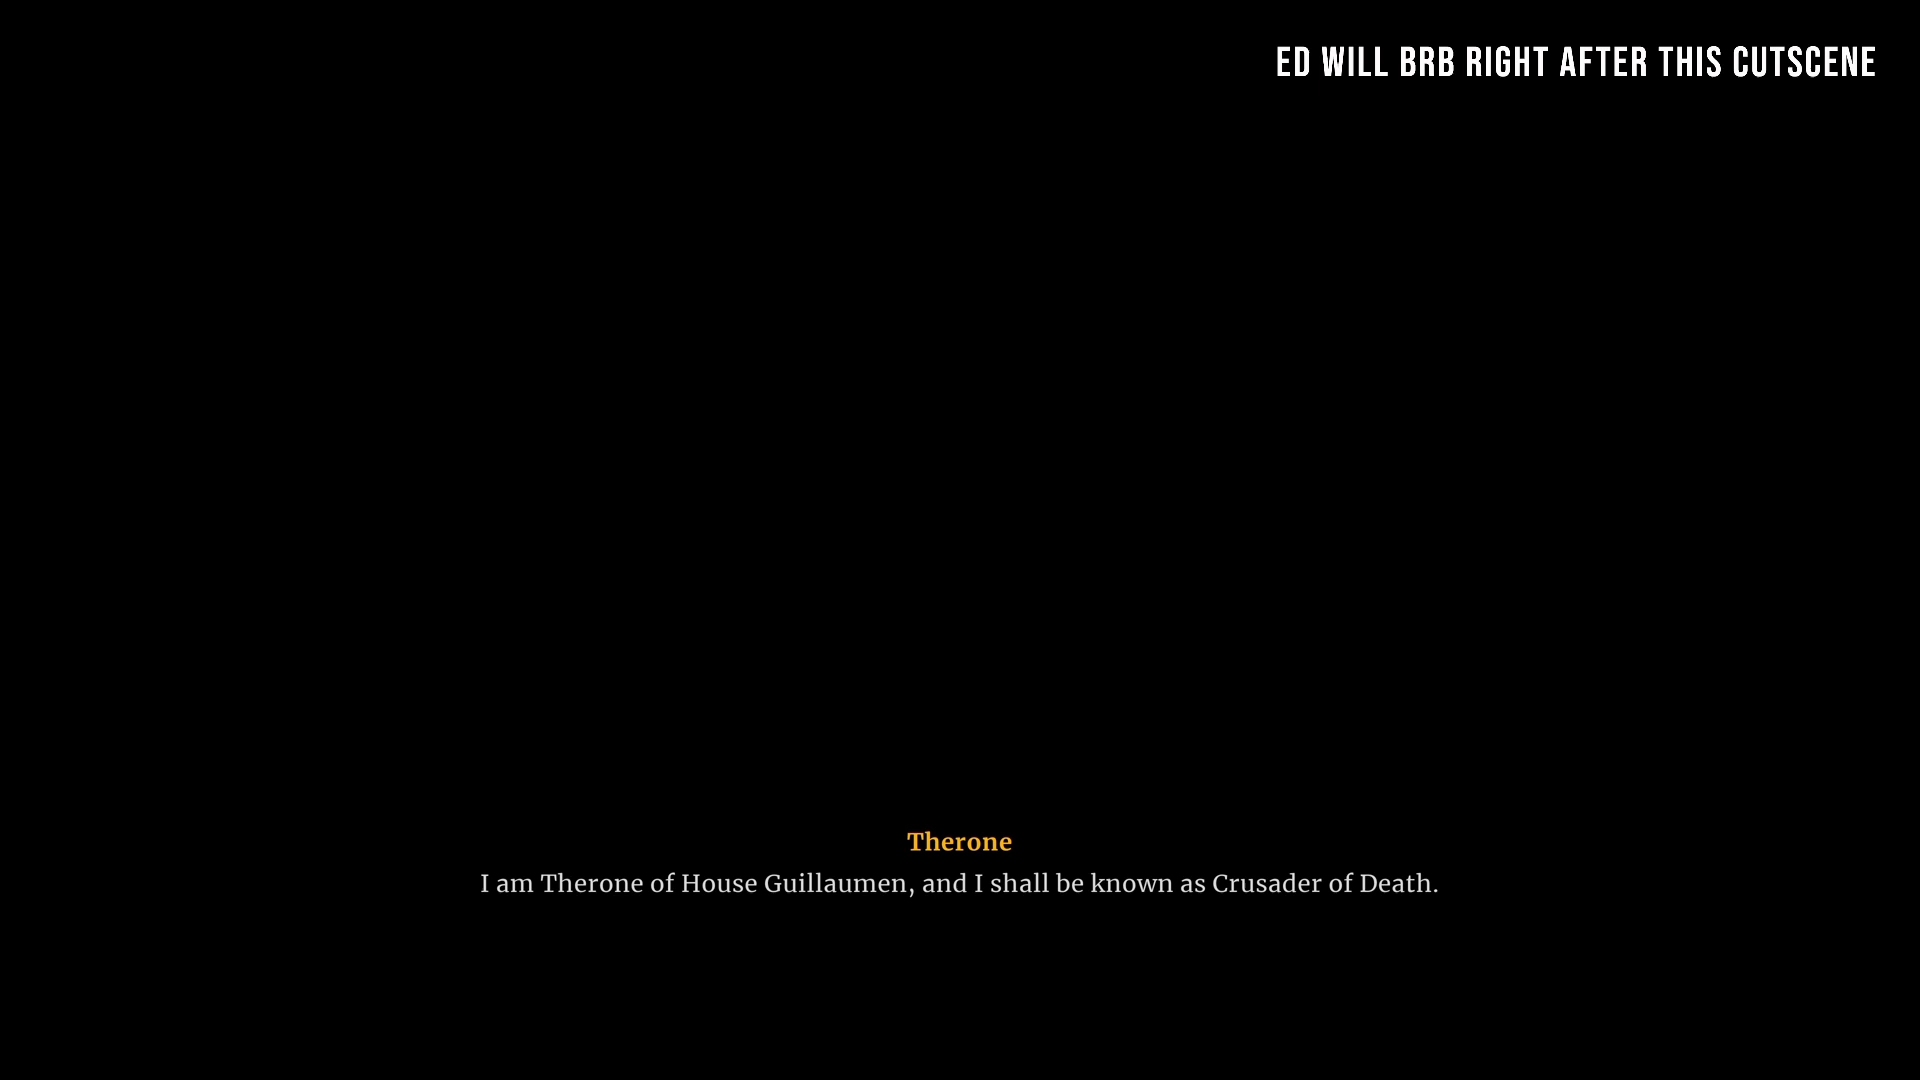 ED WILL BRB RIGHT AFTER THIS CUTSCENE
Therone
I am Therone of House Guillaumen, and I shall be known as Crusader of Death.